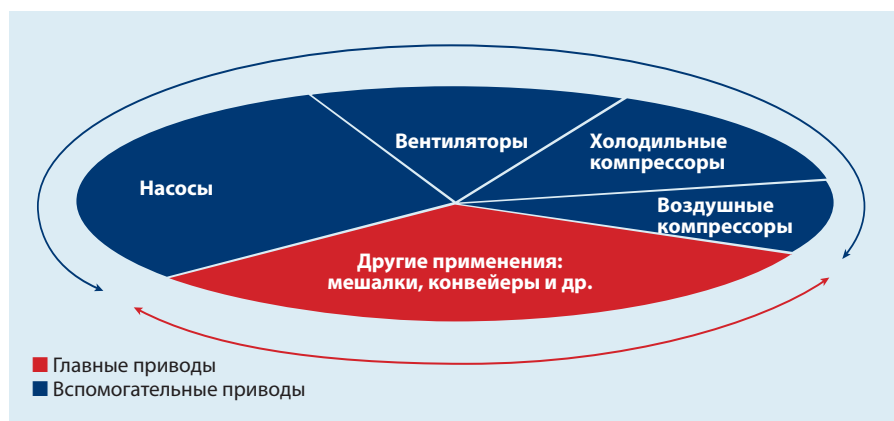 Вентиляторы
Холодильные
компрессоры
Насосы
Воздушные
компрессоры
Другие применения:
мешалки, конвейеры и др.
Главные приводы
Вспомогательные приводы